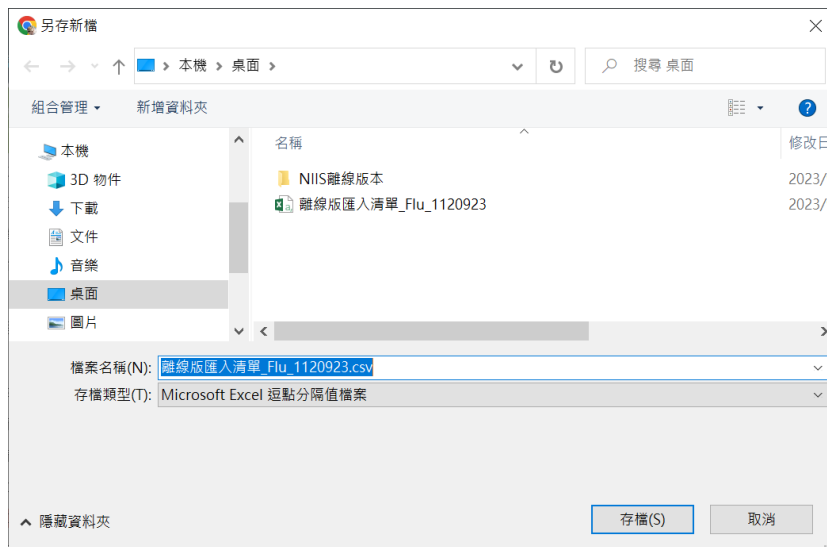 另存新檔
本機 桌面
搜尋 桌面
組合管理 新增資料夾
?
本機
3D 物件
下載
文件
音樂
桌面
圖片
名稱 修改日
NIIS離線版本 2023/
離線版匯入清單_Flu_1120923 2023/
檔案名稱(N): 離線版匯入清單_Flu_1120923.csv
存檔類型(T): Microsoft Excel 逗點分隔值檔案
隱藏資料夾
存檔(S) 取消